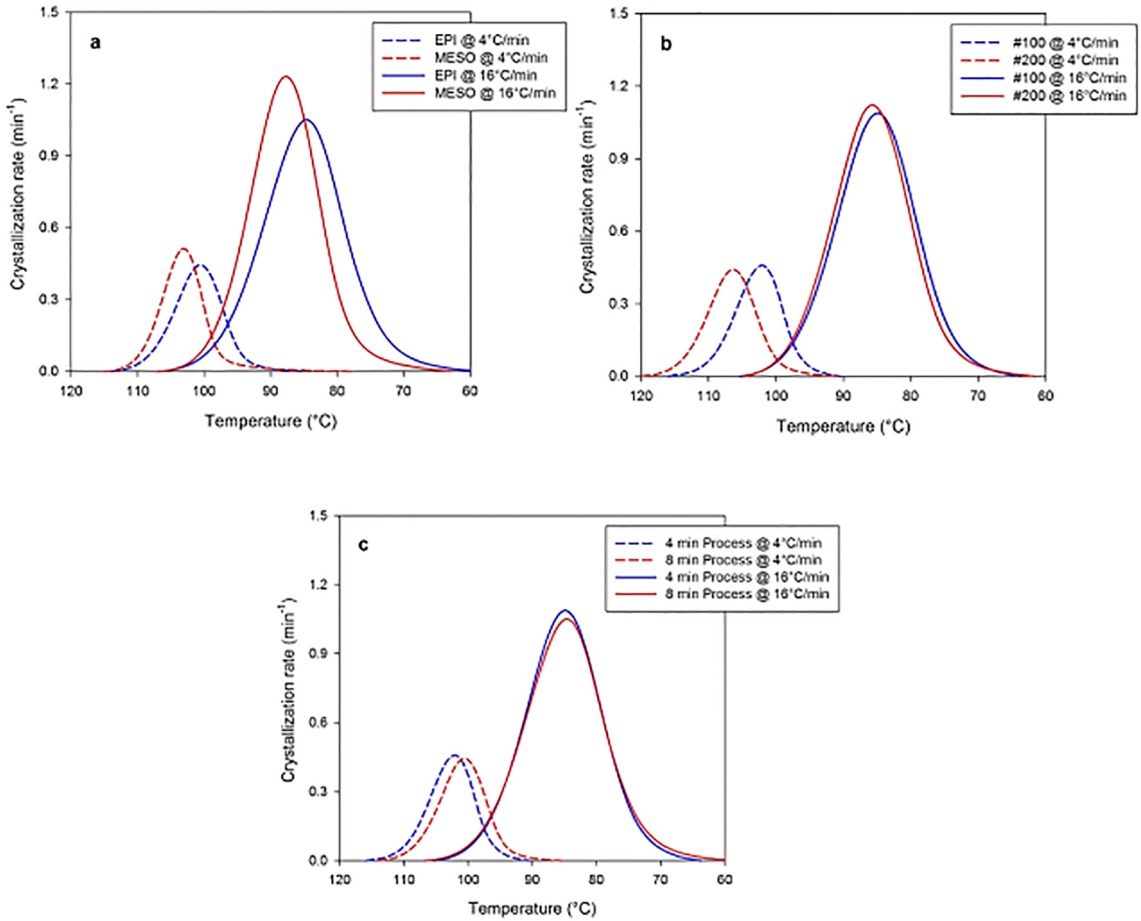 a
EPI @ 4°C/min
MESO @ 4°C/min
EPI @ 16°C/min
MESO @ 16°C/min
1.5
1.2
0.9
0.6
0.3
0.0
Crystallization rate (min-1)
120 110 100 90 80 70 60
Temperature (°C)
b
#100 @ 4°C/min
#200 @ 4°C/min
#100 @ 16°C/min
#200 @ 16°C/min
1.5
1.2
0.9
0.6
0.3
0.0
Crystallization rate (min-1)
120 110 100 90 80 70 60
Temperature (°C)
c
4 min Process @ 4°C/min
8 min Process @ 4°C/min
4 min Process @ 16°C/min
8 min Process @ 16°C/min
1.5
1.2
0.9
0.6
0.3
0.0
Crystallization rate (min-1)
120 110 100 90 80 70 60
Temperature (°C)